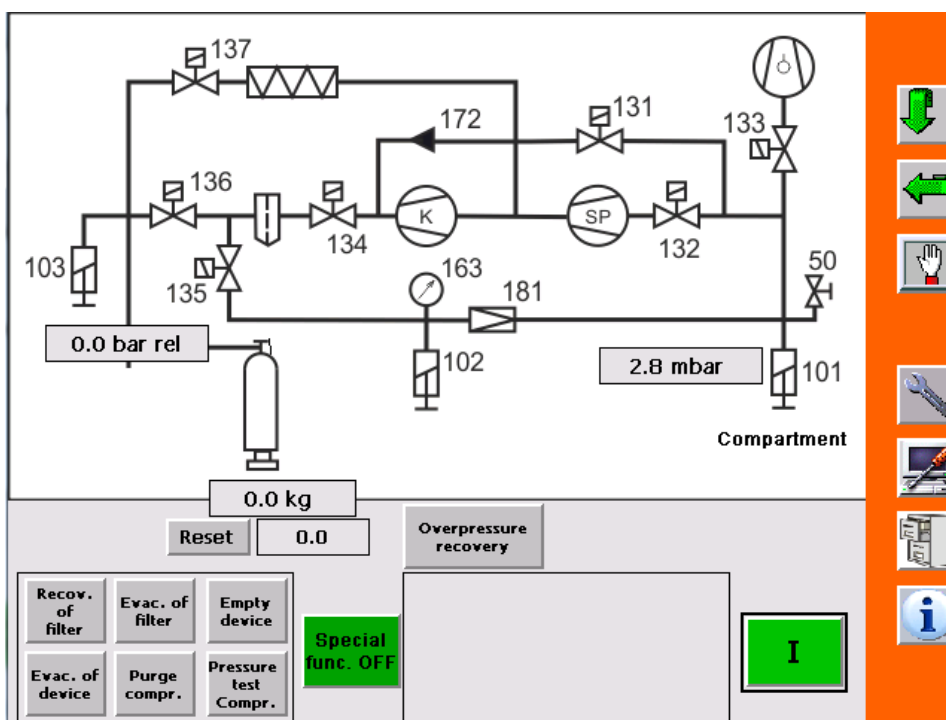 137
172
131
133
136
K
SP
134
132
103
135
163
181
50
0.0 bar rel
102
2.8 mbar
101
Compartment
0.0 kg
Reset
0.0
Overpressure
recovery
Recov.
of
filter
Evac. of
filter
Empty
device
Special
func. OFF
Evac. of
device
Purge
compr.
Pressure
test
Compr.
I
i